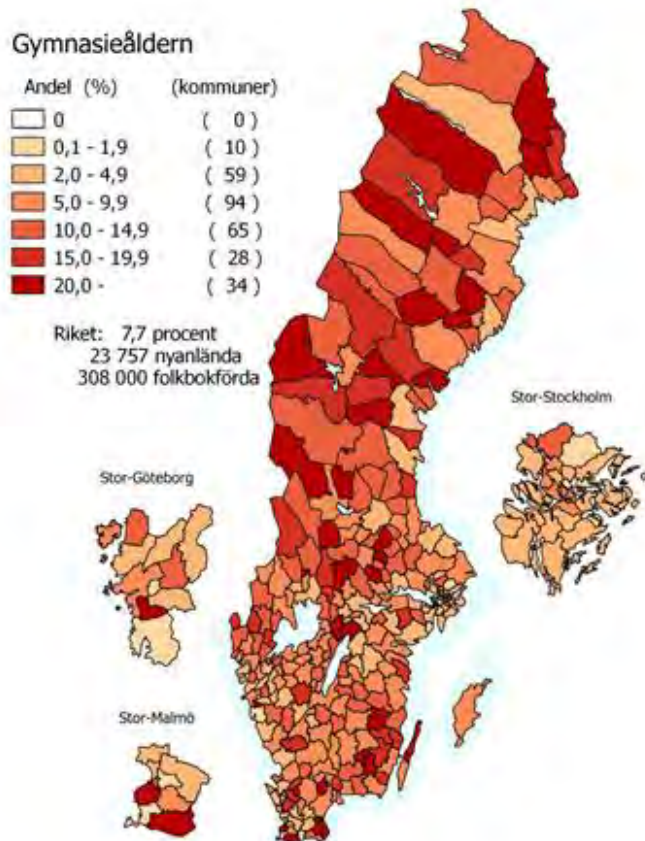 Gymnasieåldern
Andel (%) (kommuner)
0 ( 0)
0,1 - 1,9 ( 10)
2,0 - 4,9 ( 59)
5,0 - 9,9 ( 94)
10,0 - 14,9 ( 65)
15,0 - 19,9 ( 28)
20,0 - ( 34)
Riket: 7,7 procent
23 757 nyanlända
308 000 folkbokförda
Stor-Stockholm
Stor-Göteborg
Stor-Malmö